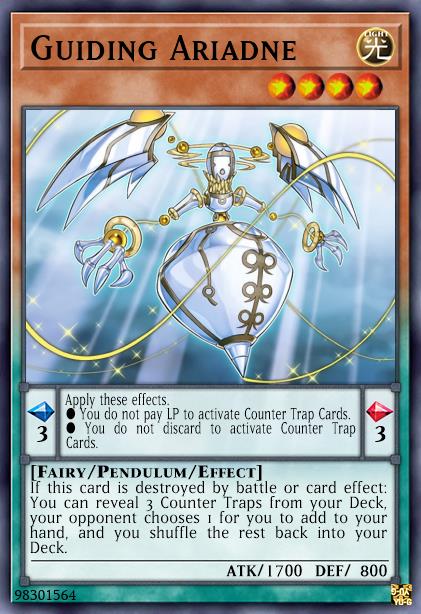 Guiding Ariadne
LIGHT
光
Apply these effects.
● You do not pay LP to activate Counter Trap Cards.
● You do not discard to activate Counter Trap
Cards.
3
3
[Fairy/Pendulum/Effect]
If this card is destroyed by battle or card effect:
You can reveal 3 Counter Traps from your Deck,
your opponent chooses 1 for you to add to your
hand, and you shuffle the rest back into your
Deck.
ATK/1700 DEF/ 800
98301564